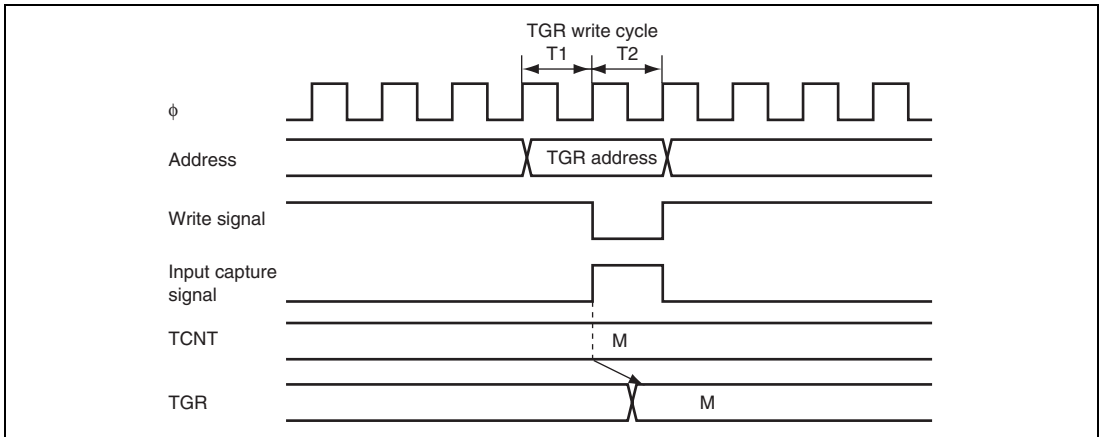 TGR write cycle
T1 T2
φ
Address TGR address
Write signal
Input capture
signal
TCNT M
TGR M